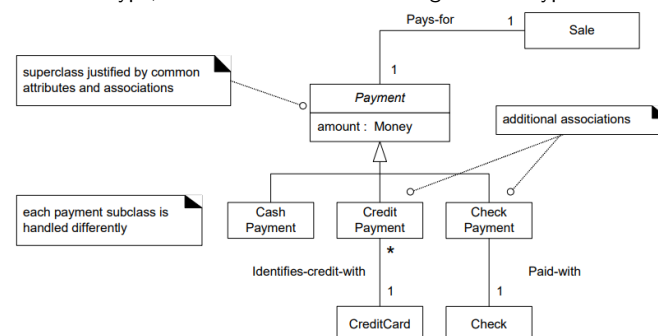 Pays-for
1
Sale
superclass justified by common
attributes and associations
1
Payment
amount : Money
additional associations
each payment subclass is
handled differently
Cash
Payment
Credit
Payment
Check
Payment
*
Identifies-credit-with
Paid-with
1
1
CreditCard
Check